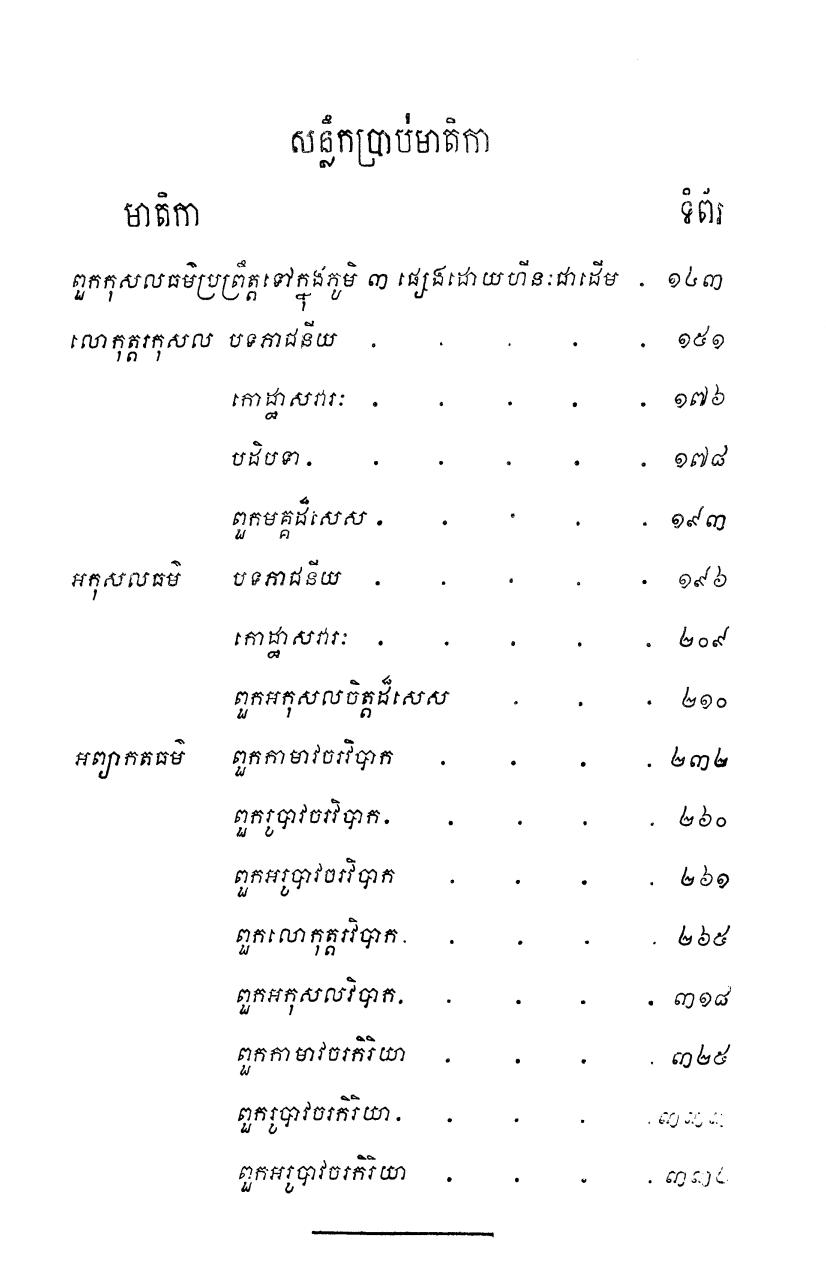 សន្លឹកប្រាប់មាតិកា
មាតិកា ទំព័រ
ពួកកុសលធម៌ប្រព្រឹត្តទៅក្នុងភូមិ ៣ ផ្សេងដោយហីនៈជាដើម . ១៤៣
លោកុត្តរកុសល បទភាជនីយ . . . . . ១៥១
កោដ្ឋាសវារៈ . . . . . ១៧៦
បដិបទា . . . . . . ១៧៨
ពួកមគ្គដ៏សេស . . . . . ១៩៣
អកុសលធម៌ បទភាជនីយ . . . . . ១៩៦
កោដ្ឋាសវារៈ . . . . . ២០៩
ពួកអកុសលចិត្តដ៏សេស . . . ២១០
អព្យាកតធម៌ ពួកកាមាវចរវិបាក . . . . ២៣២
ពួករូបាវចរវិបាក . . . . . ២៦០
ពួកអរូបាវចរវិបាក . . . . ២៦១
ពួកលោកុត្តរវិបាក . . . . . ២៦៥
ពួកអកុសលវិបាក . . . . . ៣១៨
ពួកកាមាវចរកិរិយា . . . . ៣២៥
ពួករូបាវចរកិរិយា . . . . .
ពួកអរូបាវចរកិរិយា . . . .